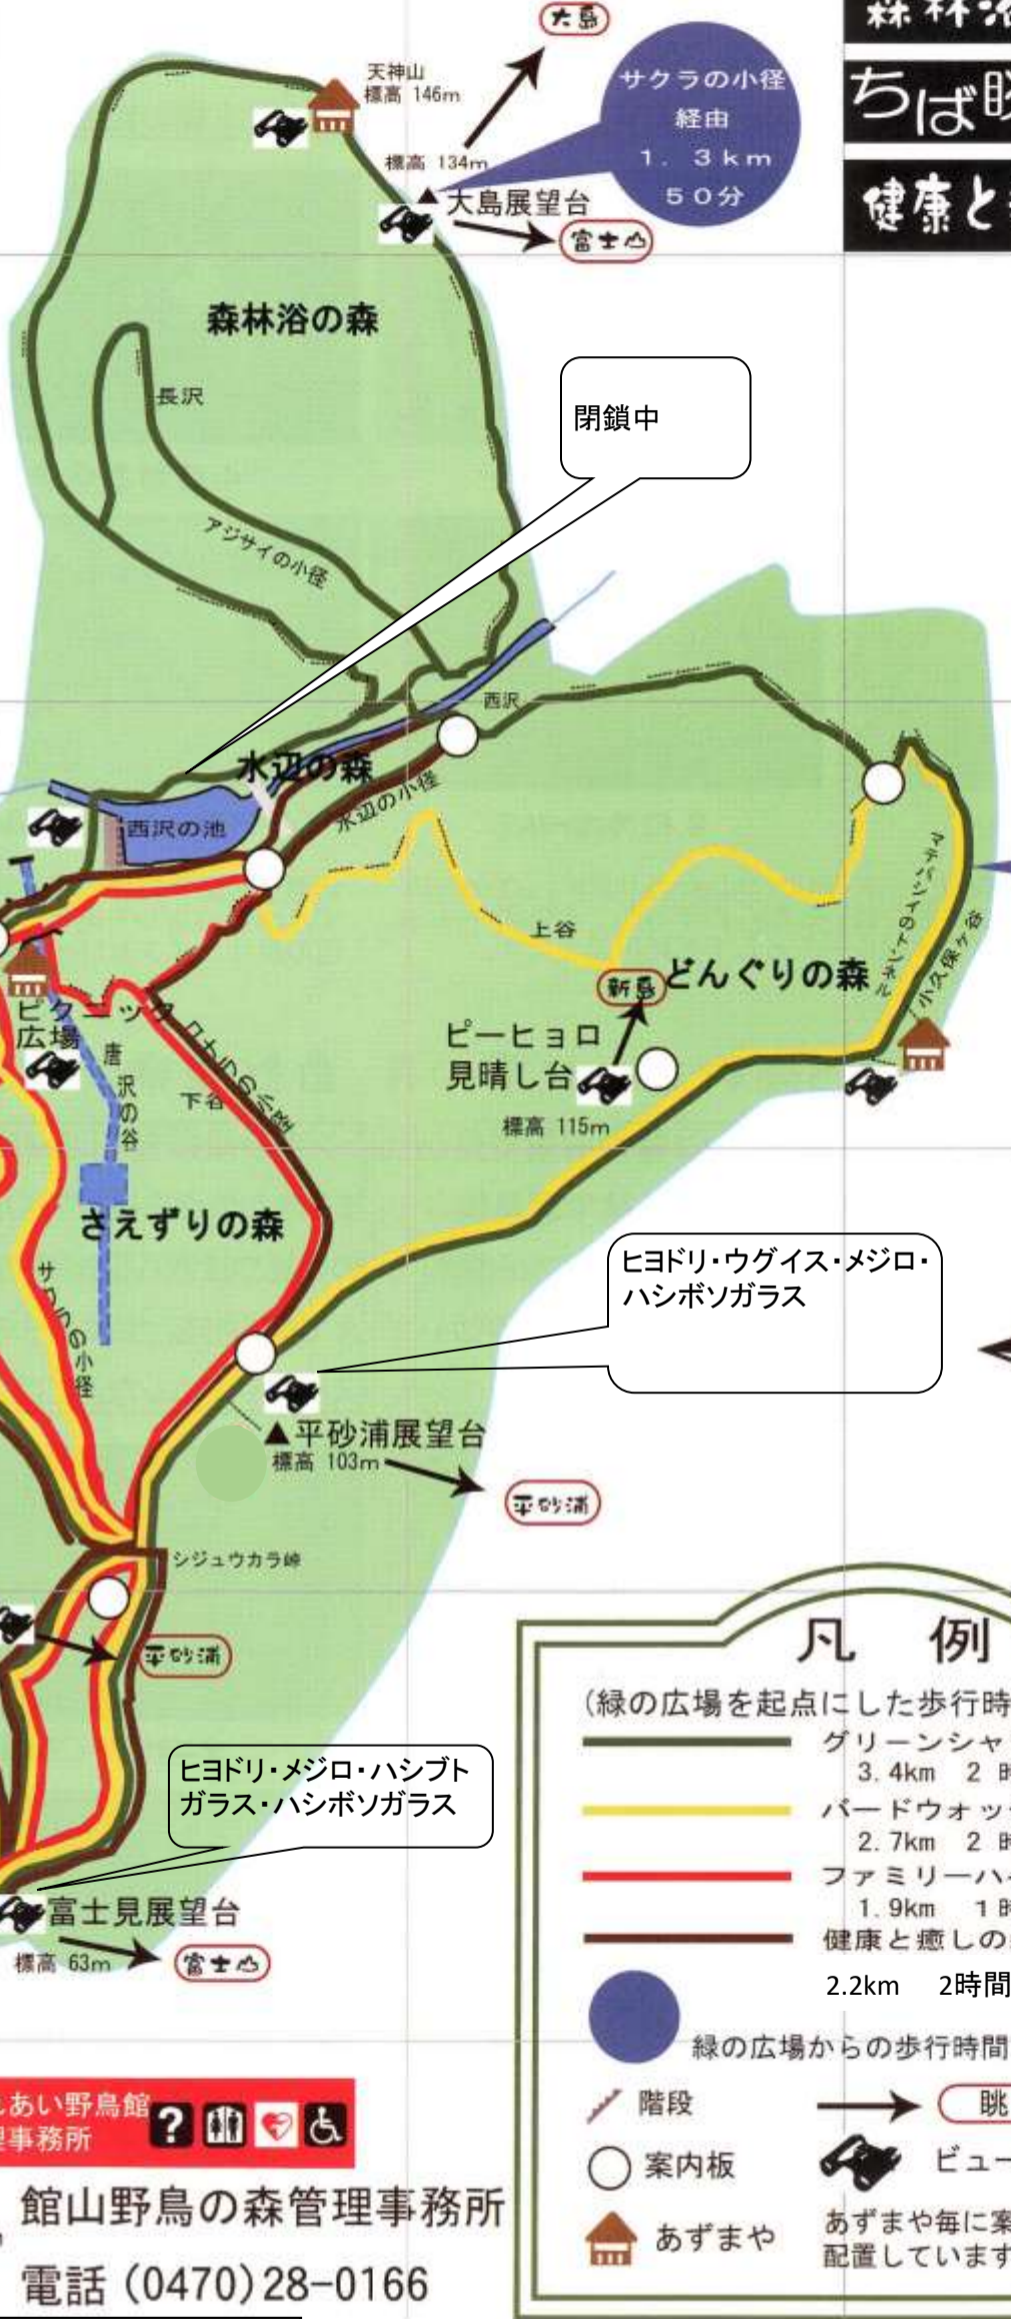 大島
森林浴
サクラの小径
経由
1．3km
50分
ちば眺
天神山
標高 146m
標高 134m
▲大島展望台
富士山
健康と
森林浴の森
長沢
閉鎖中
アジサイの小径
西沢
水辺の森
水辺の小径
西沢の池
マテバシイのトンネル
小久保ヶ谷
上谷
どんぐりの森
新島
ピクニック
広場
ピーヒョロ
見晴し台
標高 115m
唐沢の谷
下谷
さえずりの森
ヒヨドリ・ウグイス・メジロ・
ハシボソガラス
サクラの小径
▲平砂浦展望台
標高 103m
平砂浦
シジュウカラ峠
平砂浦
凡 例
(緑の広場を起点にした歩行時
グリーンシャ
3.4km 2 時
バードウォッ
2.7km 2 時
ファミリーハ
1.9km 1時
健康と癒しの
2.2km 2時間
ヒヨドリ・メジロ・ハシブト
ガラス・ハシボソガラス
富士見展望台
標高 63m
富士山
緑の広場からの歩行時間
階段
眺
案内板
ビュー
あずまや
あずまや毎に案
配置しています
れあい野鳥館
理事務所
?
館山野鳥の森管理事務所
電話 (0470)28-0166